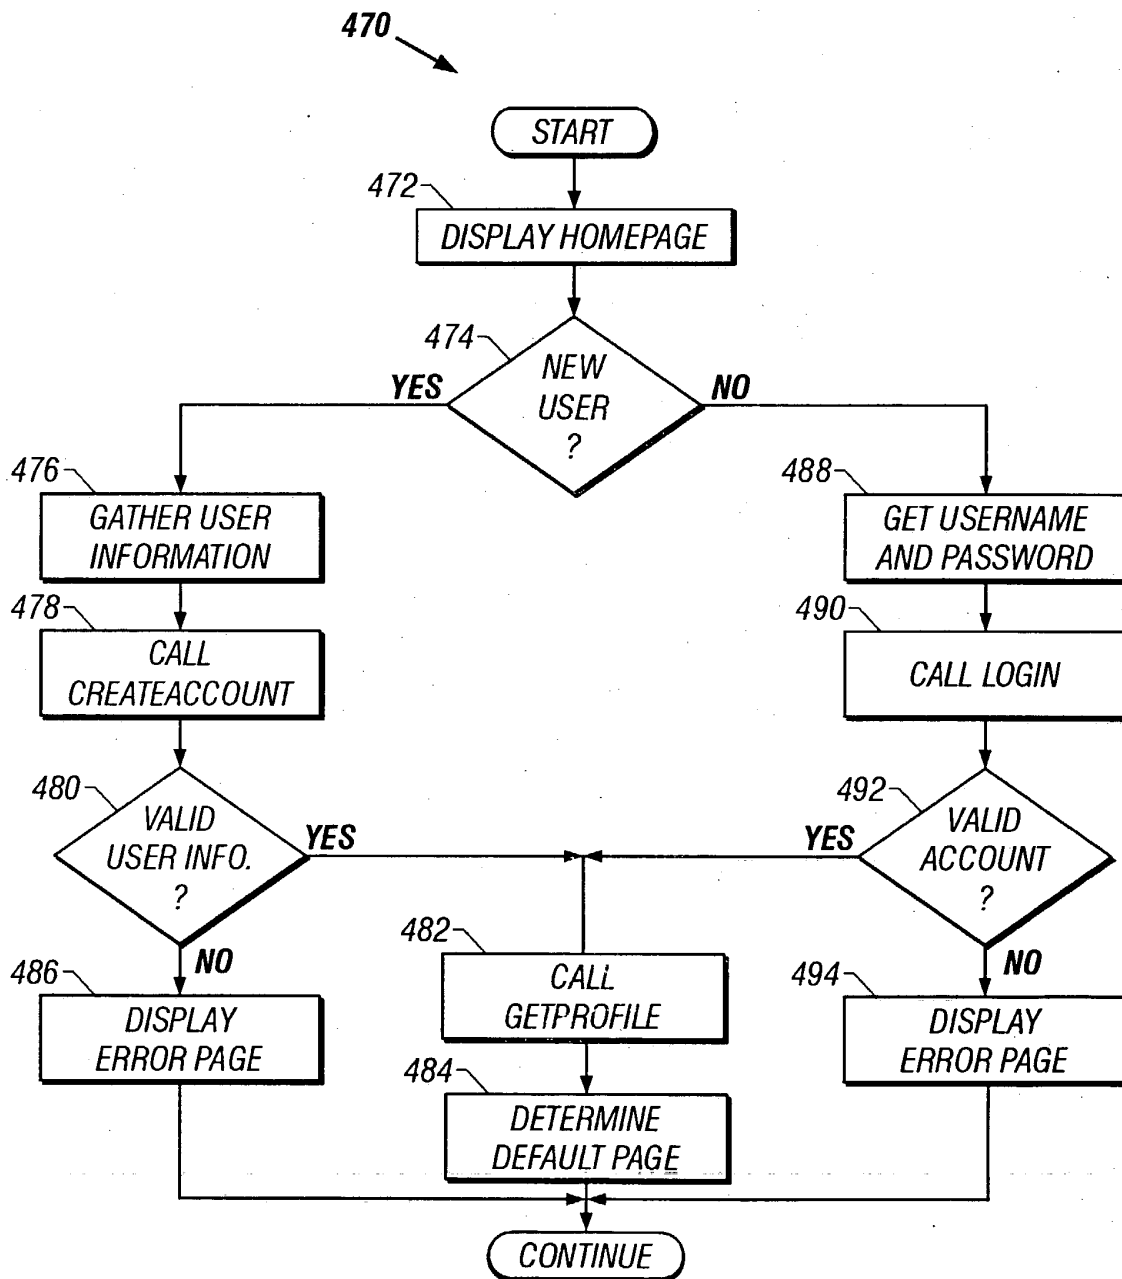 470
START
472
DISPLAY HOMEPAGE
474
NEW
USER
?
YES
NO
476
GATHER USER
INFORMATION
488
GET USERNAME
AND PASSWORD
478
CALL
CREATEACCOUNT
490
CALL LOGIN
480
VALID
USER INFO.
?
YES
492
VALID
ACCOUNT
?
YES
NO
482
CALL
GETPROFILE
NO
486
DISPLAY
ERROR PAGE
494
DISPLAY
ERROR PAGE
484
DETERMINE
DEFAULT PAGE
CONTINUE